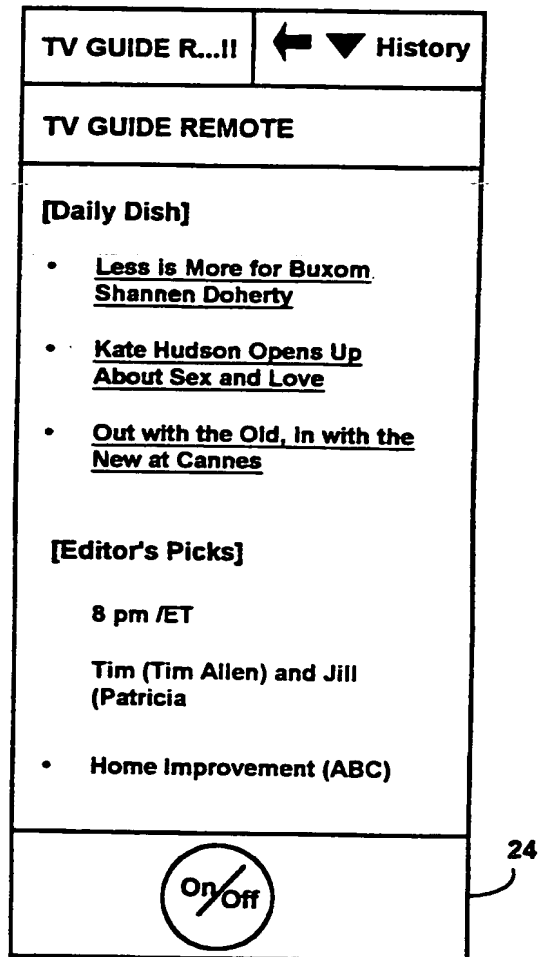 TV GUIDE R...!! History
TV GUIDE REMOTE
[Daily Dish]
• Less is More for Buxom
Shannen Doherty
• Kate Hudson Opens Up
About Sex and Love
• Out with the Old, in with the
New at Cannes
[Editor's Picks]
8 pm /ET
Tim (Tim Allen) and Jill
(Patricia
• Home Improvement (ABC)
24
On/Off